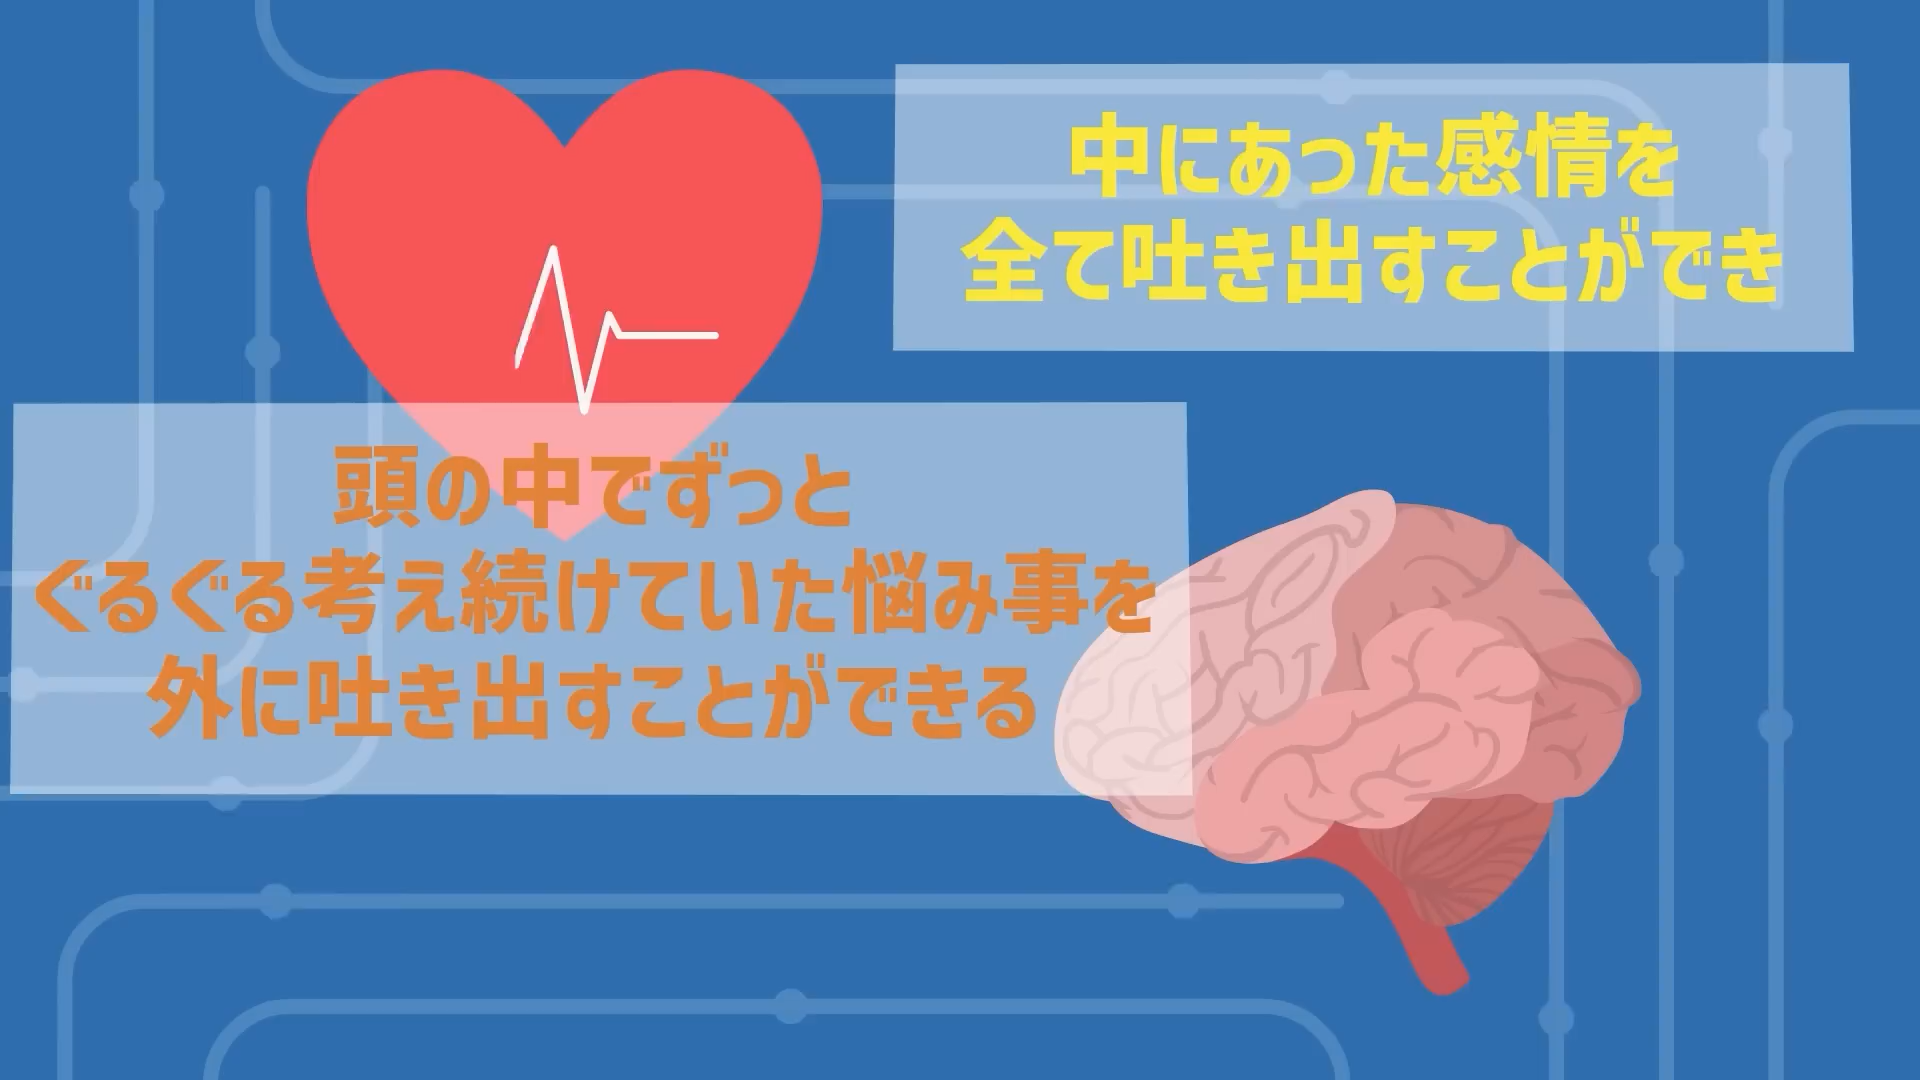 中にあった感情を
全て吐き出すことができ
頭の中でずっと
ぐるぐる考え続けていた悩み事を
外に吐き出すことができる